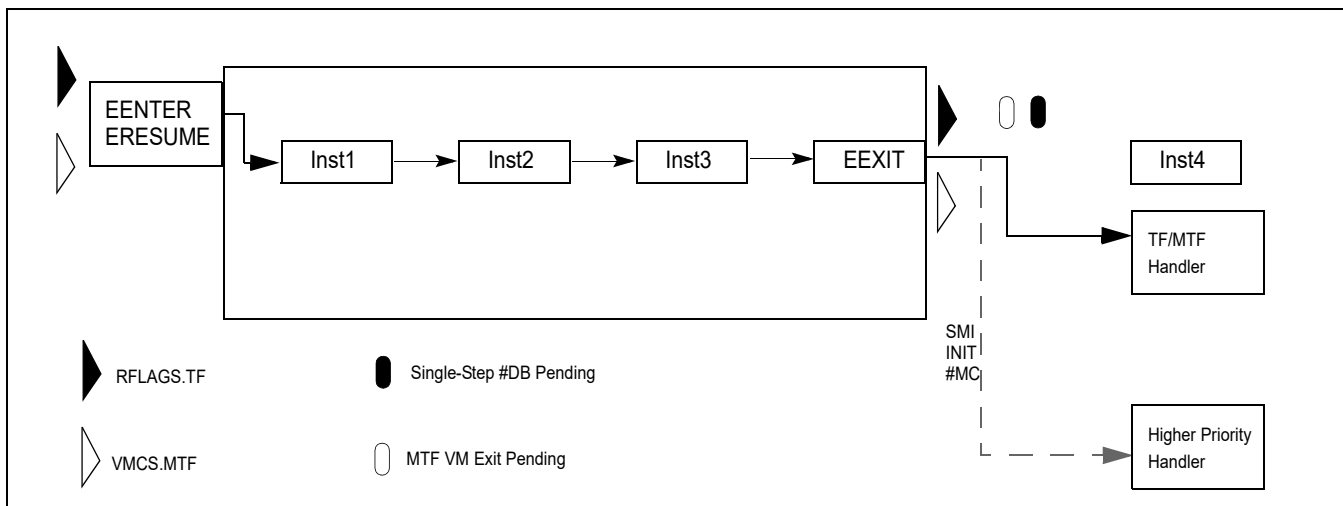 EENTER
ERESUME
Inst1
Inst2
Inst3
EEXIT
Inst4
TF/MTF
Handler
SMI
INIT
#MC
RFLAGS.TF
Single-Step #DB Pending
VMCS.MTF
MTF VM Exit Pending
Higher Priority
Handler